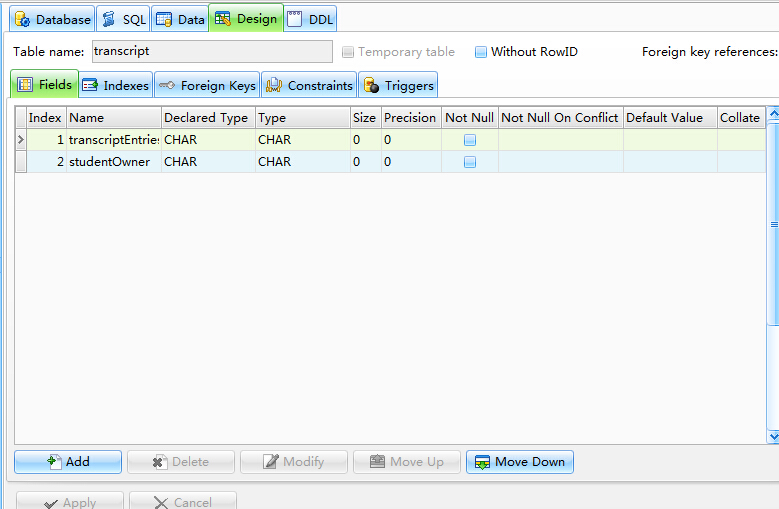 Database SQL Data Design DDL
Table name: transcript Temporary table Without RowID Foreign key references:
Fields Indexes Foreign Keys Constraints Triggers
Index Name Declared Type Type Size Precision Not Null Not Null On Conflict Default Value Collate
1 transcriptEntries CHAR CHAR 0 0
2 studentOwner CHAR CHAR 0 0
Add Delete Modify Move Up Move Down
Apply Cancel